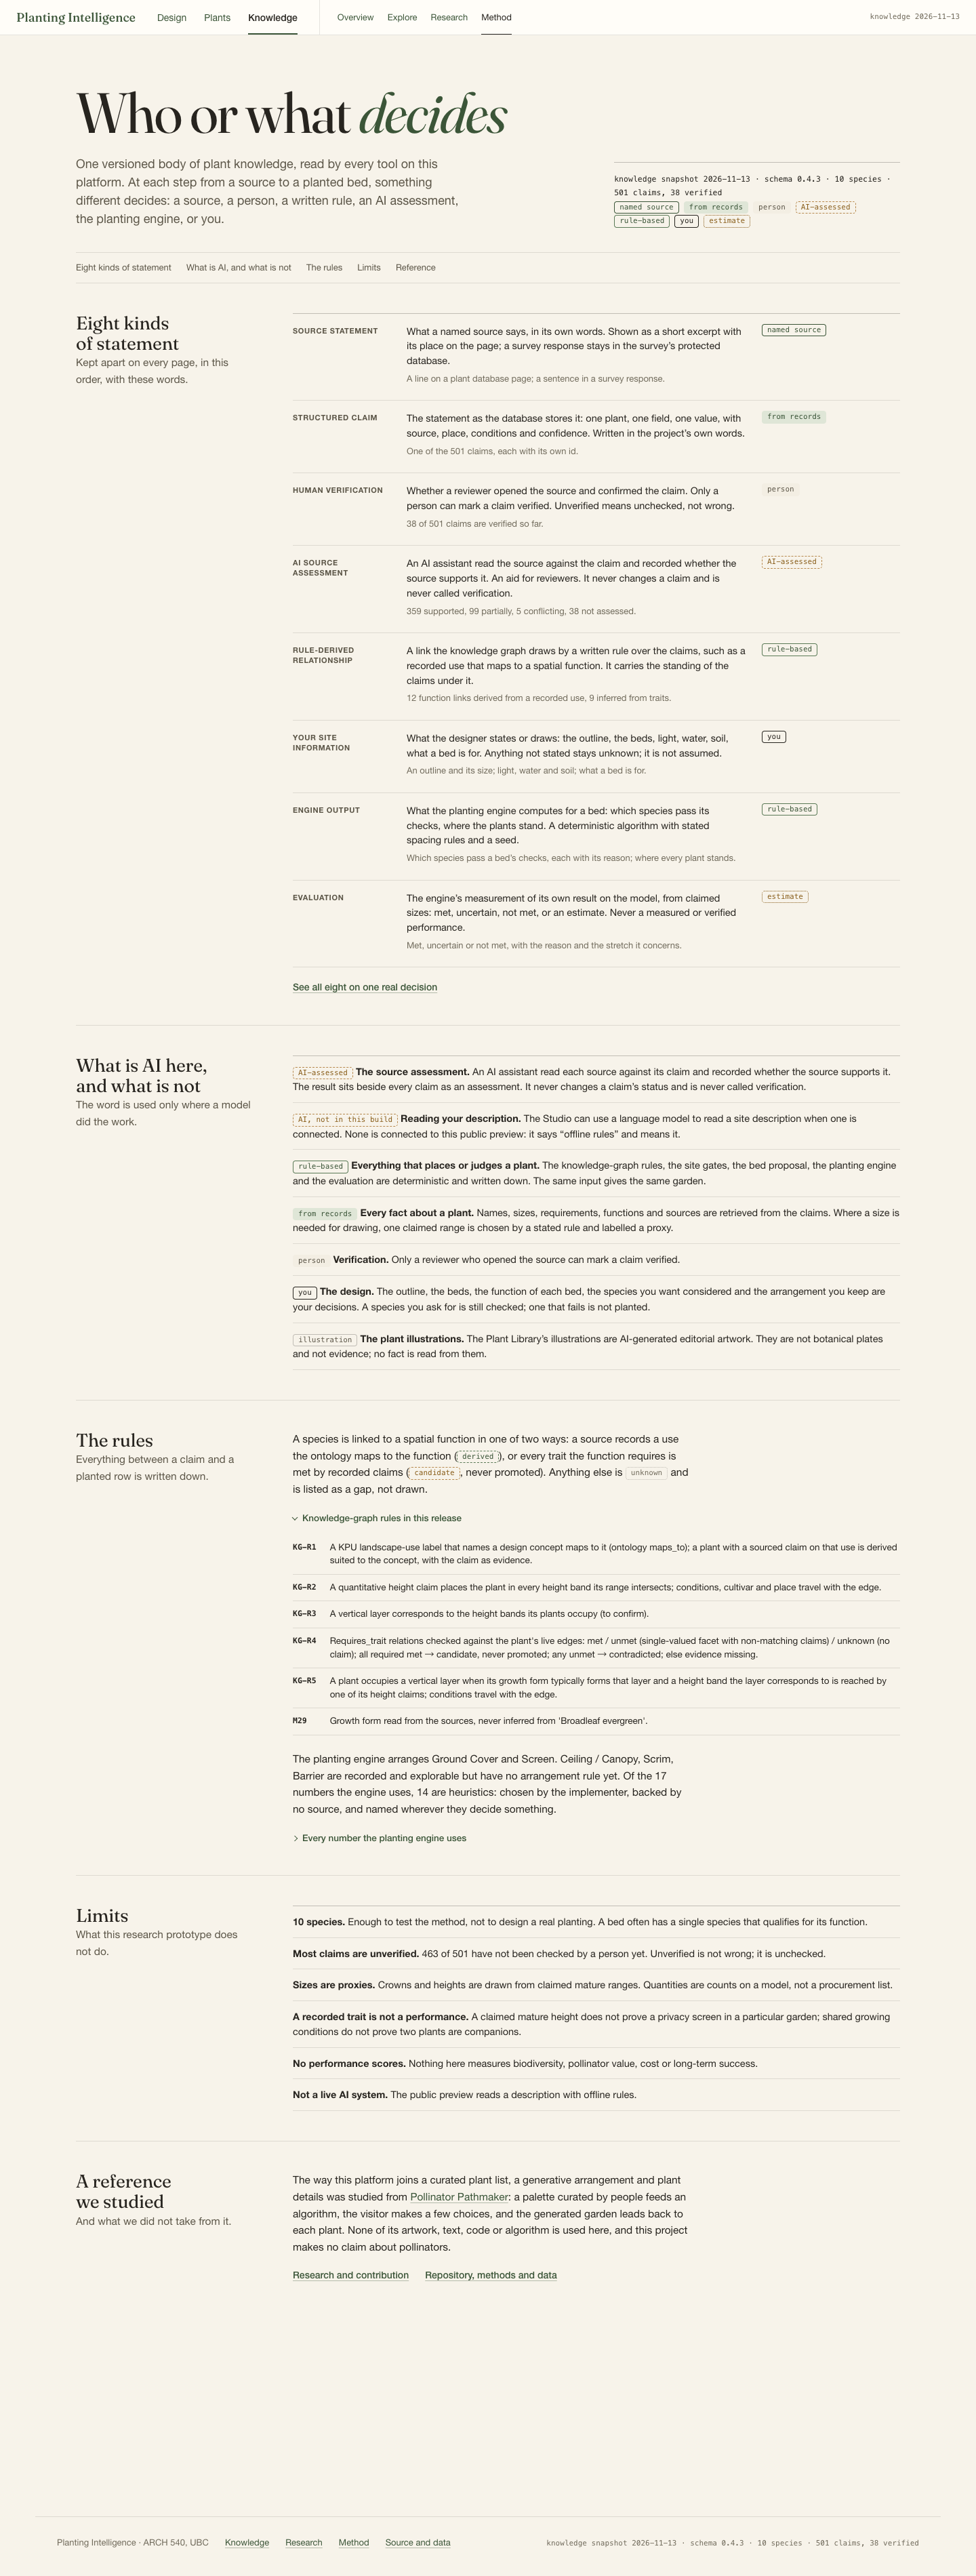 Planting Intelligence Design Plants Knowledge Overview Explore Research Method knowledge 2026-11-13
Who or what decides
One versioned body of plant knowledge, read by every tool on this
platform. At each step from a source to a planted bed, something
different decides: a source, a person, a written rule, an AI assessment,
the planting engine, or you.
knowledge snapshot 2026-11-13 · schema 0.4.3 · 10 species ·
501 claims, 38 verified
named source from records person AI-assessed
rule-based you estimate
Eight kinds of statement What is AI, and what is not The rules Limits Reference
Eight kinds
of statement
Kept apart on every page, in this
order, with these words.
SOURCE STATEMENT
What a named source says, in its own words. Shown as a short excerpt with
its place on the page; a survey response stays in the survey’s protected
database.
A line on a plant database page; a sentence in a survey response.
named source
STRUCTURED CLAIM
The statement as the database stores it: one plant, one field, one value, with
source, place, conditions and confidence. Written in the project’s own words.
One of the 501 claims, each with its own id.
from records
HUMAN VERIFICATION
Whether a reviewer opened the source and confirmed the claim. Only a
person can mark a claim verified. Unverified means unchecked, not wrong.
38 of 501 claims are verified so far.
person
AI SOURCE
ASSESSMENT
An AI assistant read the source against the claim and recorded whether the
source supports it. An aid for reviewers. It never changes a claim and is
never called verification.
359 supported, 99 partially, 5 conflicting, 38 not assessed.
AI-assessed
RULE-DERIVED
RELATIONSHIP
A link the knowledge graph draws by a written rule over the claims, such as a
recorded use that maps to a spatial function. It carries the standing of the
claims under it.
12 function links derived from a recorded use, 9 inferred from traits.
rule-based
YOUR SITE
INFORMATION
What the designer states or draws: the outline, the beds, light, water, soil,
what a bed is for. Anything not stated stays unknown; it is not assumed.
An outline and its size; light, water and soil; what a bed is for.
you
ENGINE OUTPUT
What the planting engine computes for a bed: which species pass its
checks, where the plants stand. A deterministic algorithm with stated
spacing rules and a seed.
Which species pass a bed’s checks, each with its reason; where every plant stands.
rule-based
EVALUATION
The engine’s measurement of its own result on the model, from claimed
sizes: met, uncertain, not met, or an estimate. Never a measured or verified
performance.
Met, uncertain or not met, with the reason and the stretch it concerns.
estimate
See all eight on one real decision
What is AI here,
and what is not
The word is used only where a model
did the work.
AI-assessed The source assessment. An AI assistant read each source against its claim and recorded whether the source supports it.
The result sits beside every claim as an assessment. It never changes a claim’s status and is never called verification.
AI, not in this build Reading your description. The Studio can use a language model to read a site description when one is
connected. None is connected to this public preview: it says “offline rules” and means it.
rule-based Everything that places or judges a plant. The knowledge-graph rules, the site gates, the bed proposal, the planting engine
and the evaluation are deterministic and written down. The same input gives the same garden.
from records Every fact about a plant. Names, sizes, requirements, functions and sources are retrieved from the claims. Where a size is
needed for drawing, one claimed range is chosen by a stated rule and labelled a proxy.
person Verification. Only a reviewer who opened the source can mark a claim verified.
you The design. The outline, the beds, the function of each bed, the species you want considered and the arrangement you keep are
your decisions. A species you ask for is still checked; one that fails is not planted.
illustration The plant illustrations. The Plant Library’s illustrations are AI-generated editorial artwork. They are not botanical plates
and not evidence; no fact is read from them.
The rules
Everything between a claim and a
planted row is written down.
A species is linked to a spatial function in one of two ways: a source records a use
the ontology maps to the function ( derived ), or every trait the function requires is
met by recorded claims ( candidate , never promoted). Anything else is unknown and
is listed as a gap, not drawn.
Knowledge-graph rules in this release
KG-R1 A KPU landscape-use label that names a design concept maps to it (ontology maps_to); a plant with a sourced claim on that use is derived
suited to the concept, with the claim as evidence.
KG-R2 A quantitative height claim places the plant in every height band its range intersects; conditions, cultivar and place travel with the edge.
KG-R3 A vertical layer corresponds to the height bands its plants occupy (to confirm).
KG-R4 Requires_trait relations checked against the plant's live edges: met / unmet (single-valued facet with non-matching claims) / unknown (no
claim); all required met → candidate, never promoted; any unmet → contradicted; else evidence missing.
KG-R5 A plant occupies a vertical layer when its growth form typically forms that layer and a height band the layer corresponds to is reached by
one of its height claims; conditions travel with the edge.
M29 Growth form read from the sources, never inferred from 'Broadleaf evergreen'.
The planting engine arranges Ground Cover and Screen. Ceiling / Canopy, Scrim,
Barrier are recorded and explorable but have no arrangement rule yet. Of the 17
numbers the engine uses, 14 are heuristics: chosen by the implementer, backed by
no source, and named wherever they decide something.
Every number the planting engine uses
Limits
What this research prototype does
not do.
10 species. Enough to test the method, not to design a real planting. A bed often has a single species that qualifies for its function.
Most claims are unverified. 463 of 501 have not been checked by a person yet. Unverified is not wrong; it is unchecked.
Sizes are proxies. Crowns and heights are drawn from claimed mature ranges. Quantities are counts on a model, not a procurement list.
A recorded trait is not a performance. A claimed mature height does not prove a privacy screen in a particular garden; shared growing
conditions do not prove two plants are companions.
No performance scores. Nothing here measures biodiversity, pollinator value, cost or long-term success.
Not a live AI system. The public preview reads a description with offline rules.
A reference
we studied
And what we did not take from it.
The way this platform joins a curated plant list, a generative arrangement and plant
details was studied from Pollinator Pathmaker: a palette curated by people feeds an
algorithm, the visitor makes a few choices, and the generated garden leads back to
each plant. None of its artwork, text, code or algorithm is used here, and this project
makes no claim about pollinators.
Research and contribution Repository, methods and data
Planting Intelligence · ARCH 540, UBC Knowledge Research Method Source and data knowledge snapshot 2026-11-13 · schema 0.4.3 · 10 species · 501 claims, 38 verified